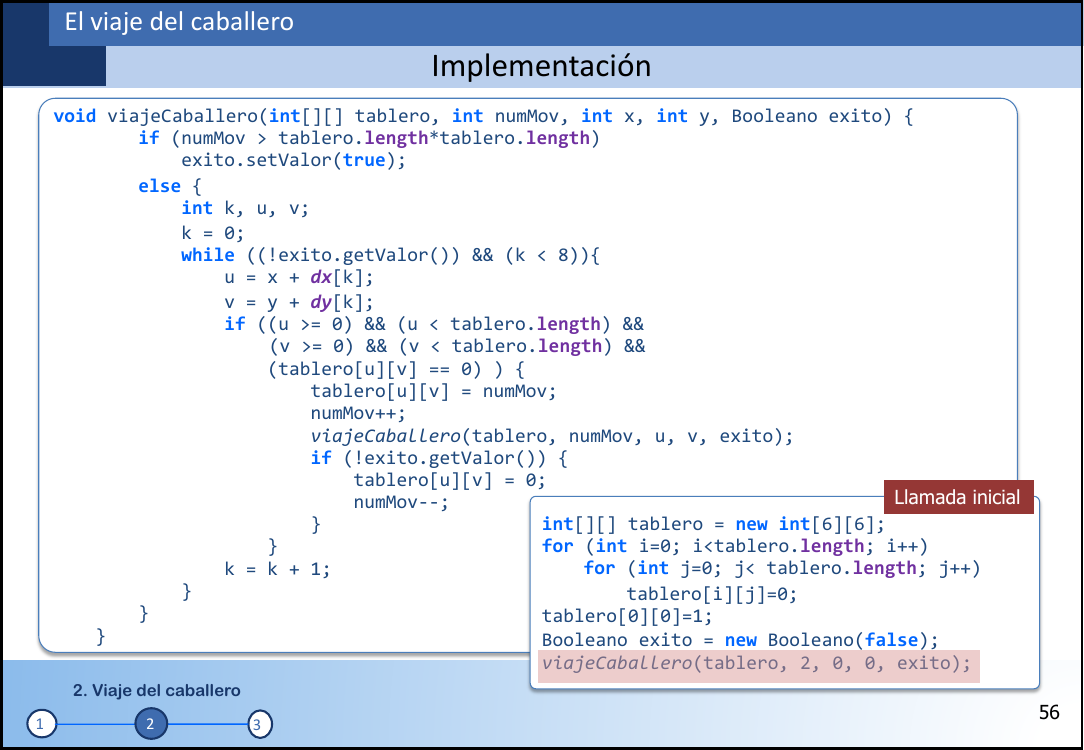 El viaje del caballero
Implementación
void viajeCaballero(int[][] tablero, int numMov, int x, int y, Booleano exito) {
if (numMov > tablero.length*tablero.length)
exito.setValor(true);
else {
int k, u, v;
k = 0;
while ((!exito.getValor()) && (k < 8)){
u = x + dx[k];
v = y + dy[k];
if ((u >= 0) && (u < tablero.length) &&
(v >= 0) && (v < tablero.length) &&
(tablero[u][v] == 0) ) {
tablero[u][v] = numMov;
numMov++;
viajeCaballero(tablero, numMov, u, v, exito);
if (!exito.getValor()) {
tablero[u][v] = 0;
numMov--;
}
}
k = k + 1;
}
}
}
Llamada inicial
int[][] tablero = new int[6][6];
for (int i=0; i<tablero.length; i++)
for (int j=0; j< tablero.length; j++)
tablero[i][j]=0;
tablero[0][0]=1;
Booleano exito = new Booleano(false);
viajeCaballero(tablero, 2, 0, 0, exito);
2. Viaje del caballero
1 2 3
56